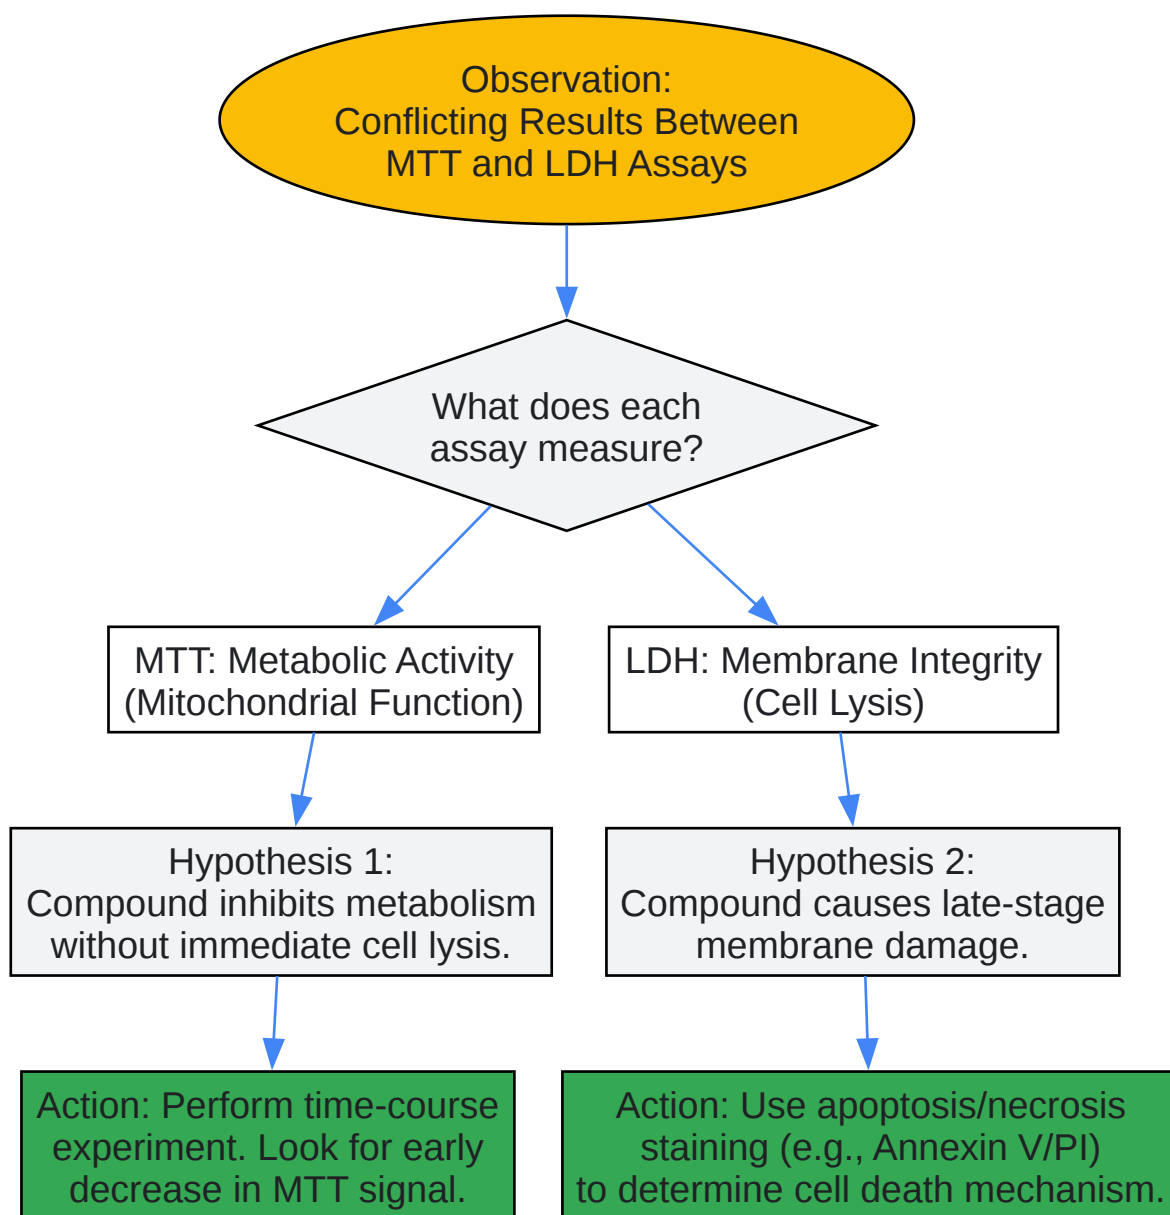 Observation:
Conflicting Results Between
MTT and LDH Assays
What does each
assay measure?
MTT: Metabolic Activity
(Mitochondrial Function)
LDH: Membrane Integrity
(Cell Lysis)
Hypothesis 1:
Compound inhibits metabolism
without immediate cell lysis.
Hypothesis 2:
Compound causes late-stage
membrane damage.
Action: Perform time-course
experiment. Look for early
decrease in MTT signal.
Action: Use apoptosis/necrosis
staining (e.g., Annexin V/PI)
to determine cell death mechanism.